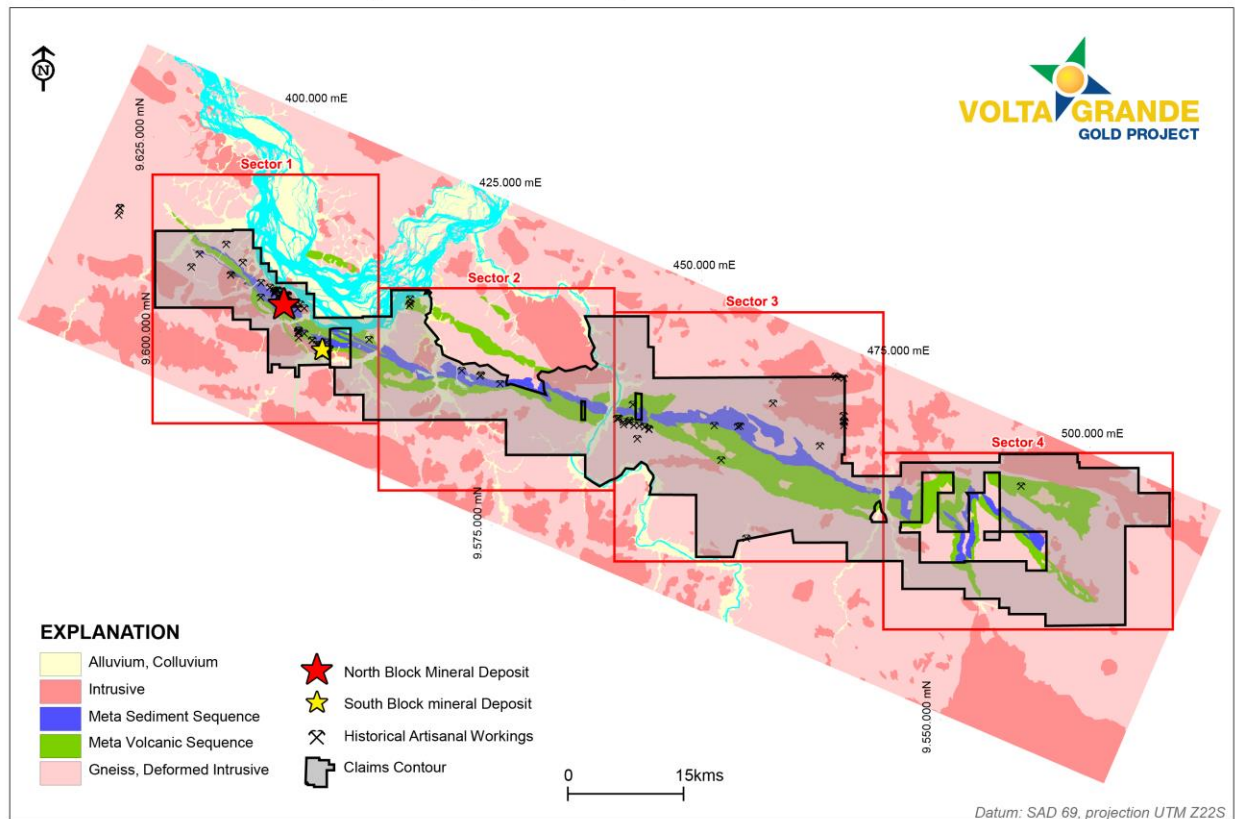 N
VOLTA GRANDE
GOLD PROJECT
400.000 mE
9.625.000 mN
Sector 1
425.000 mE
450.000 mE
Sector 2
Sector 3
9.600.000 mN
475.000 mE
500.000 mE
Sector 4
9.575.000 mN
9.550.000 mN
EXPLANATION
Alluvium, Colluvium
Intrusive
Meta Sediment Sequence
Meta Volcanic Sequence
Gneiss, Deformed Intrusive
North Block Mineral Deposit
South Block mineral Deposit
Historical Artisanal Workings
Claims Contour
0 15kms
Datum: SAD 69, projection UTM Z22S